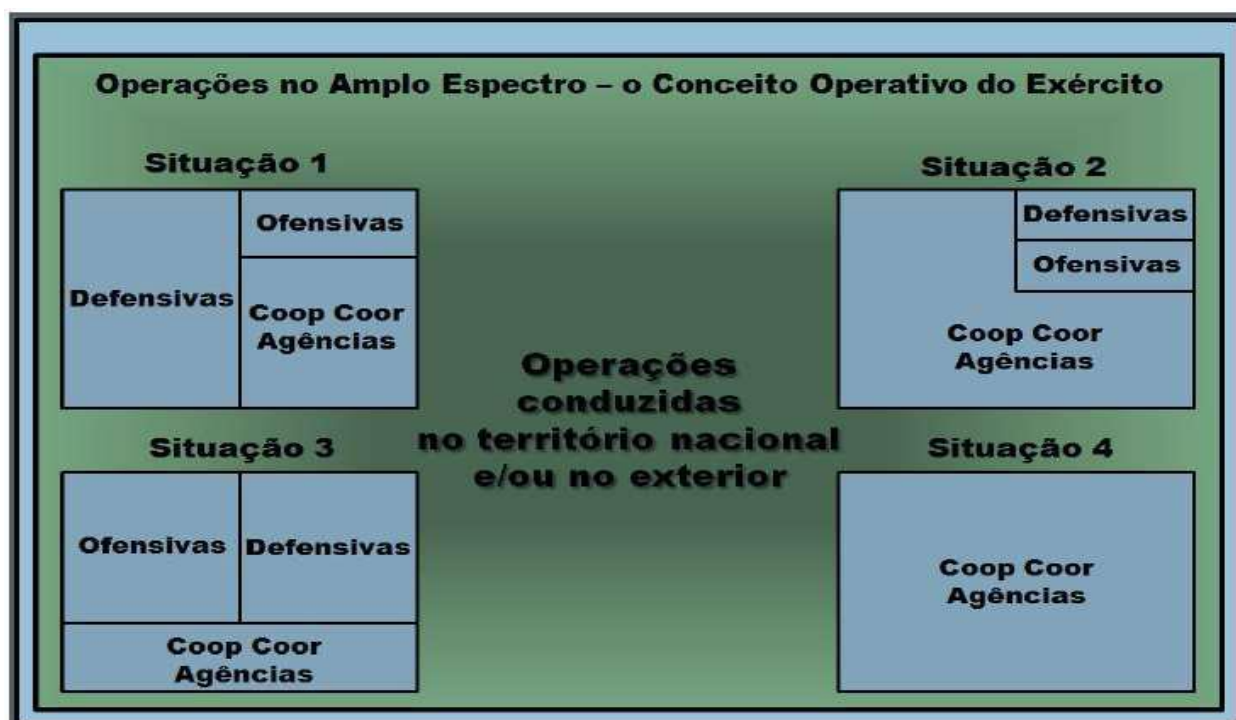 Operações no Amplo Espectro – o Conceito Operativo do Exército
Situação 1
Defensivas
Ofensivas
Coop Coor
Agências
Situação 2
Defensivas
Ofensivas
Coop Coor
Agências
Operações
conduzidas
no território nacional
e/ou no exterior
Situação 3
Ofensivas
Defensivas
Coop Coor
Agências
Situação 4
Coop Coor
Agências